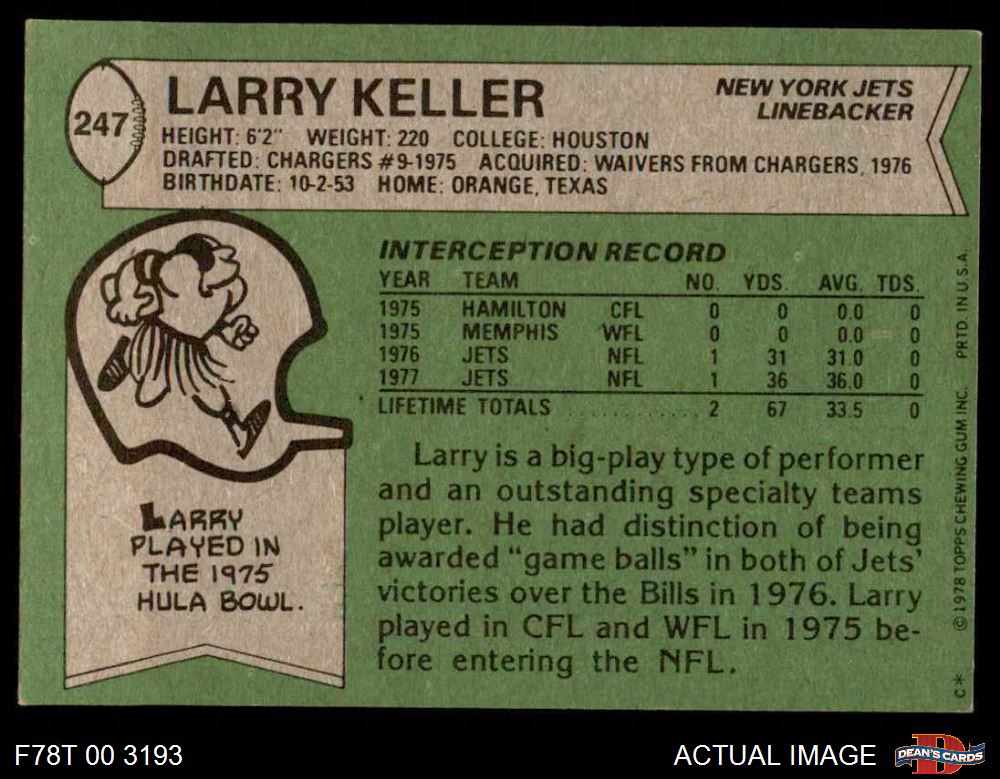 247
LARRY KELLER
NEW YORK JETS
LINEBACKER
HEIGHT: 6'2" WEIGHT: 220 COLLEGE: HOUSTON
DRAFTED: CHARGERS #9-1975 ACQUIRED: WAIVERS FROM CHARGERS, 1976
BIRTHDATE: 10-2-53 HOME: ORANGE, TEXAS
INTERCEPTION RECORD
YEAR TEAM NO. YDS. AVG. TDS.
1975 HAMILTON CFL 0 0 0.0 0
1975 MEMPHIS WFL 0 0 0.0 0
1976 JETS NFL 1 31 31.0 0
1977 JETS NFL 1 36 36.0 0
LIFETIME TOTALS . . . . . . . . . . . 2 67 33.5 0
LARRY
PLAYED IN
THE 1975
HULA BOWL.
Larry is a big-play type of performer
and an outstanding specialty teams
player. He had distinction of being
awarded "game balls" in both of Jets'
victories over the Bills in 1976. Larry
played in CFL and WFL in 1975 be-
fore entering the NFL.
C* © 1978 TOPPS CHEWING GUM INC. PRTD IN U.S.A.
F78T 00 3193
ACTUAL IMAGE
D
DEAN'S CARDS